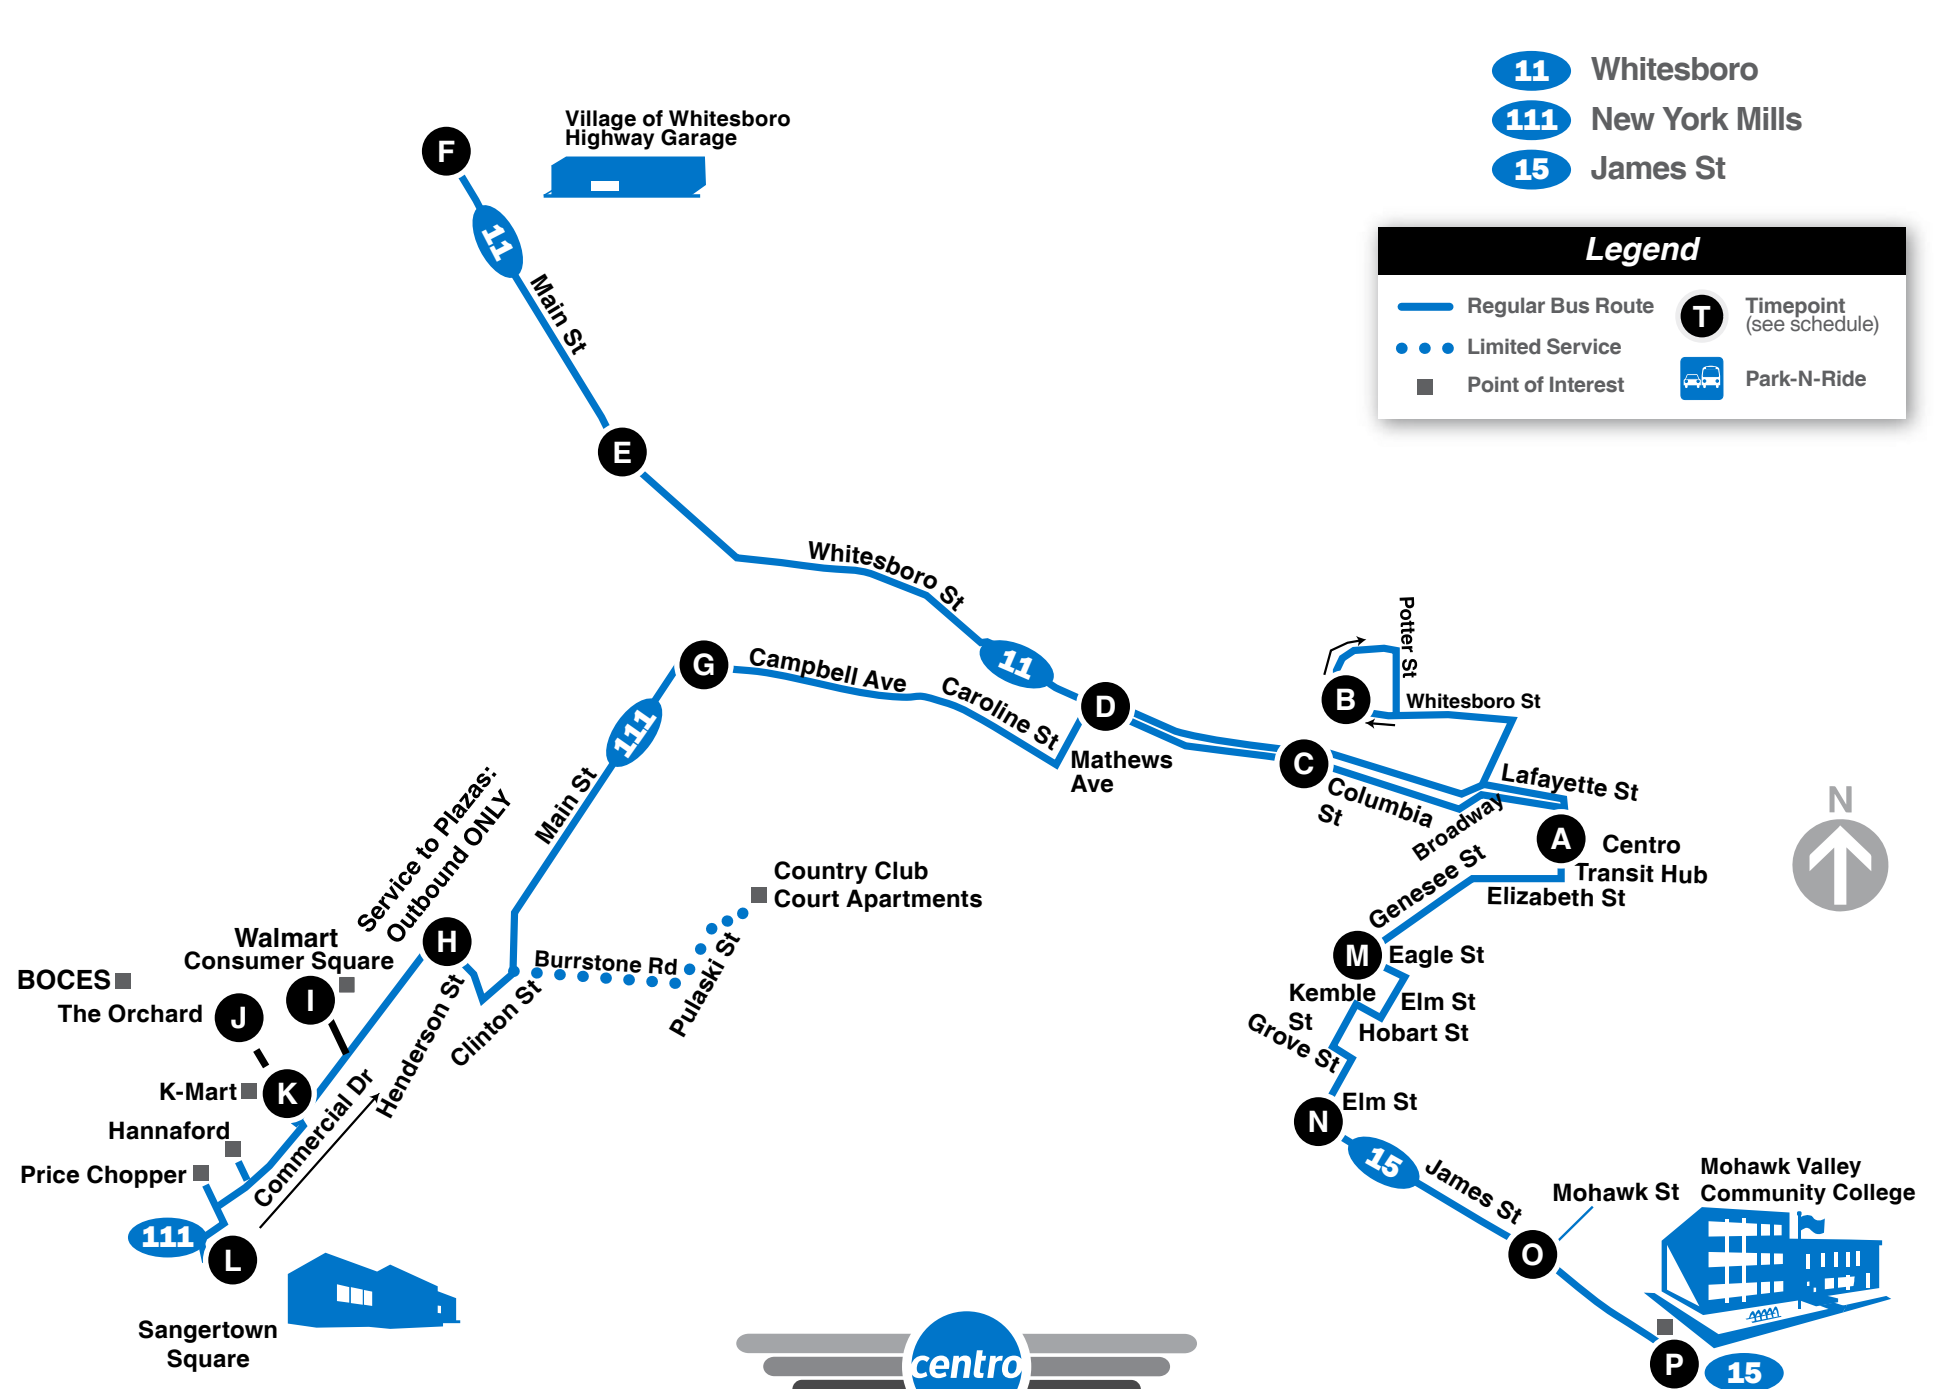 11 Whitesboro
111 New York Mills
15 James St
Legend
Regular Bus Route
Limited Service
Point of Interest
T
Timepoint
(see schedule)
Park-N-Ride
F
Village of Whitesboro
Highway Garage
11
Main St
E
Whitesboro St
11
D
Mathews
Ave
G
Campbell Ave
Caroline St
111
Main St
Potter St
B
Whitesboro St
C
Columbia
St
Lafayette St
Broadway
A
Centro
Transit Hub
Elizabeth St
Genesee St
N
M
Eagle St
Kemble
St
Elm St
Hobart St
Grove St
Elm St
N
15
James St
Mohawk St
O
Mohawk Valley
Community College
P
15
Service to Plazas:
Outbound ONLY
H
Country Club
Court Apartments
Burrstone Rd
Pulaski St
Clinton St
Henderson St
Walmart
Consumer Square
BOCES
The Orchard
J
I
K-Mart
K
Hannaford
Price Chopper
Commercial Dr
111
L
Sangertown
Square
centro